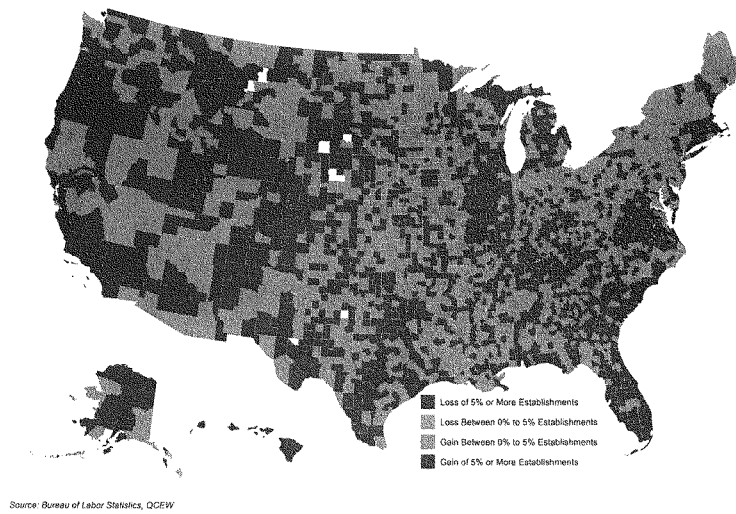 Loss of 5% or More Establishments
Loss Between 0% to 5% Establishments
Gain Between 0% to 5% Establishments
Gain of 5% or More Establishments
Source: Bureau of Labor Statistics, QCEW